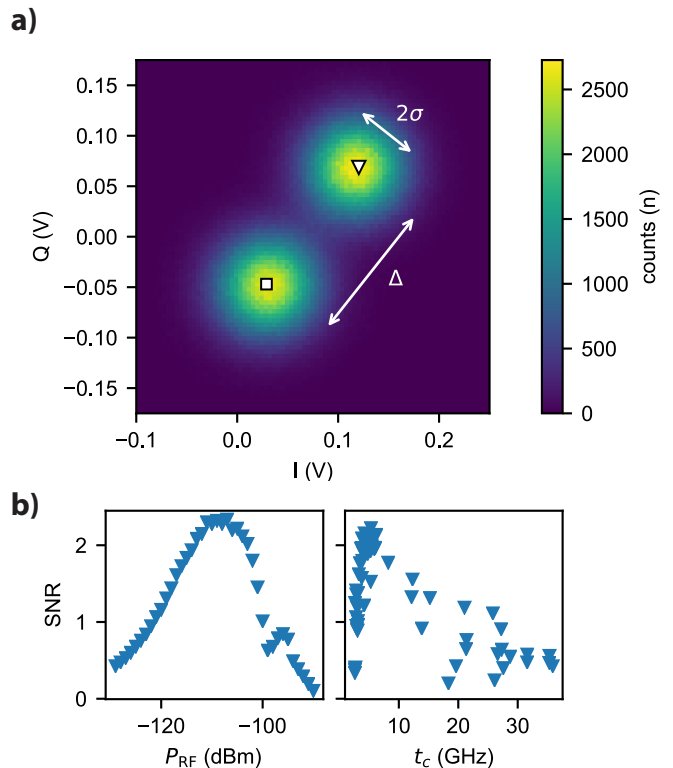 a)
0.15
0.10
0.05
0.00
−0.05
−0.10
−0.15
Q (V)
2σ
Δ
−0.1
0.0
0.1
0.2
I (V)
2500
2000
1500
1000
500
0
counts (n)
b)
2
1
0
SNR
−120
−100
P_RF (dBm)
10
20
30
t_c (GHz)